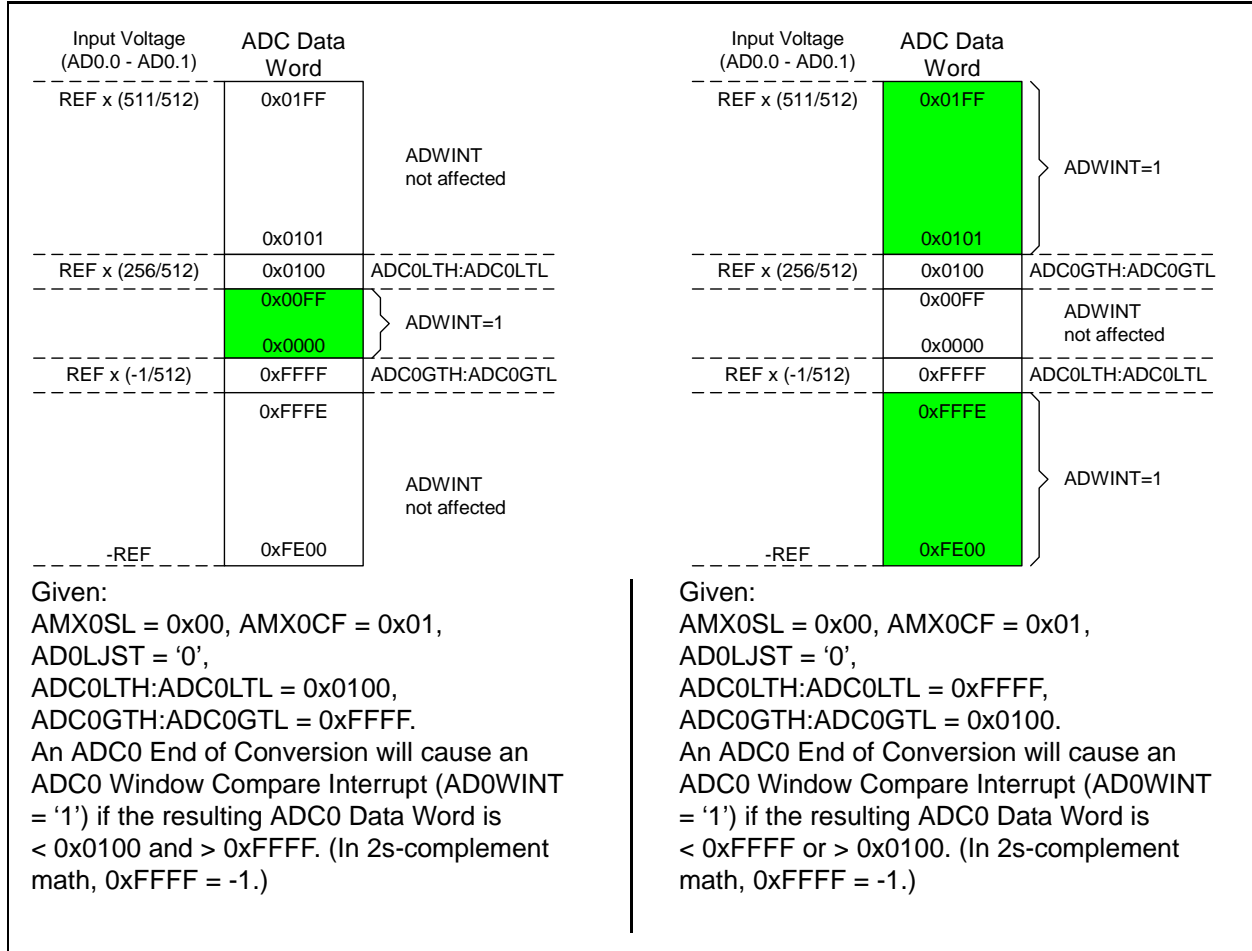 Input Voltage
(AD0.0 - AD0.1)
ADC Data
Word
REF x (511/512)
0x01FF
ADWINT
not affected
0x0101
REF x (256/512)
0x0100
ADC0LTH:ADC0LTL
0x00FF
ADWINT=1
0x0000
REF x (-1/512)
0xFFFF
ADC0GTH:ADC0GTL
0xFFFE
ADWINT
not affected
-REF
0xFE00
Given:
AMX0SL = 0x00, AMX0CF = 0x01,
AD0LJST = ‘0’,
ADC0LTH:ADC0LTL = 0x0100,
ADC0GTH:ADC0GTL = 0xFFFF.
An ADC0 End of Conversion will cause an
ADC0 Window Compare Interrupt (AD0WINT
= ‘1’) if the resulting ADC0 Data Word is
< 0x0100 and > 0xFFFF. (In 2s-complement
math, 0xFFFF = -1.)
Input Voltage
(AD0.0 - AD0.1)
ADC Data
Word
REF x (511/512)
0x01FF
ADWINT=1
0x0101
REF x (256/512)
0x0100
ADC0GTH:ADC0GTL
0x00FF
ADWINT
not affected
0x0000
REF x (-1/512)
0xFFFF
ADC0LTH:ADC0LTL
0xFFFE
ADWINT=1
-REF
0xFE00
Given:
AMX0SL = 0x00, AMX0CF = 0x01,
AD0LJST = ‘0’,
ADC0LTH:ADC0LTL = 0xFFFF,
ADC0GTH:ADC0GTL = 0x0100.
An ADC0 End of Conversion will cause an
ADC0 Window Compare Interrupt (AD0WINT
= ‘1’) if the resulting ADC0 Data Word is
< 0xFFFF or > 0x0100. (In 2s-complement
math, 0xFFFF = -1.)